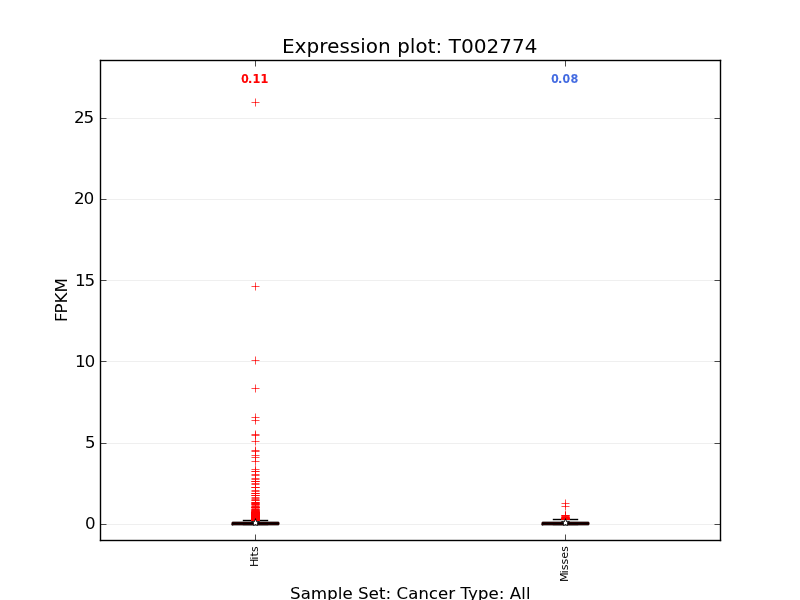 Expression plot: T002774
0.11
0.08
25
20
15
10
5
0
FPKM
Hits
Misses
Sample Set: Cancer Type: All